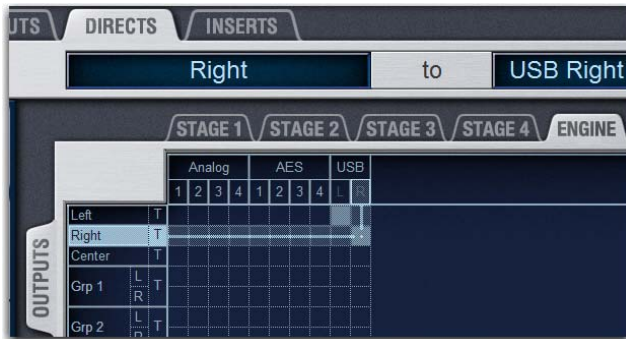 UTS DIRECTS INSERTS
Right to USB Right
STAGE 1 STAGE 2 STAGE 3 STAGE 4 ENGINE
Analog AES USB
1 2 3 4 1 2 3 4 L R
Left T
Right T
Center T
Grp 1 L R T
Grp 2 L T
OUTPUTS